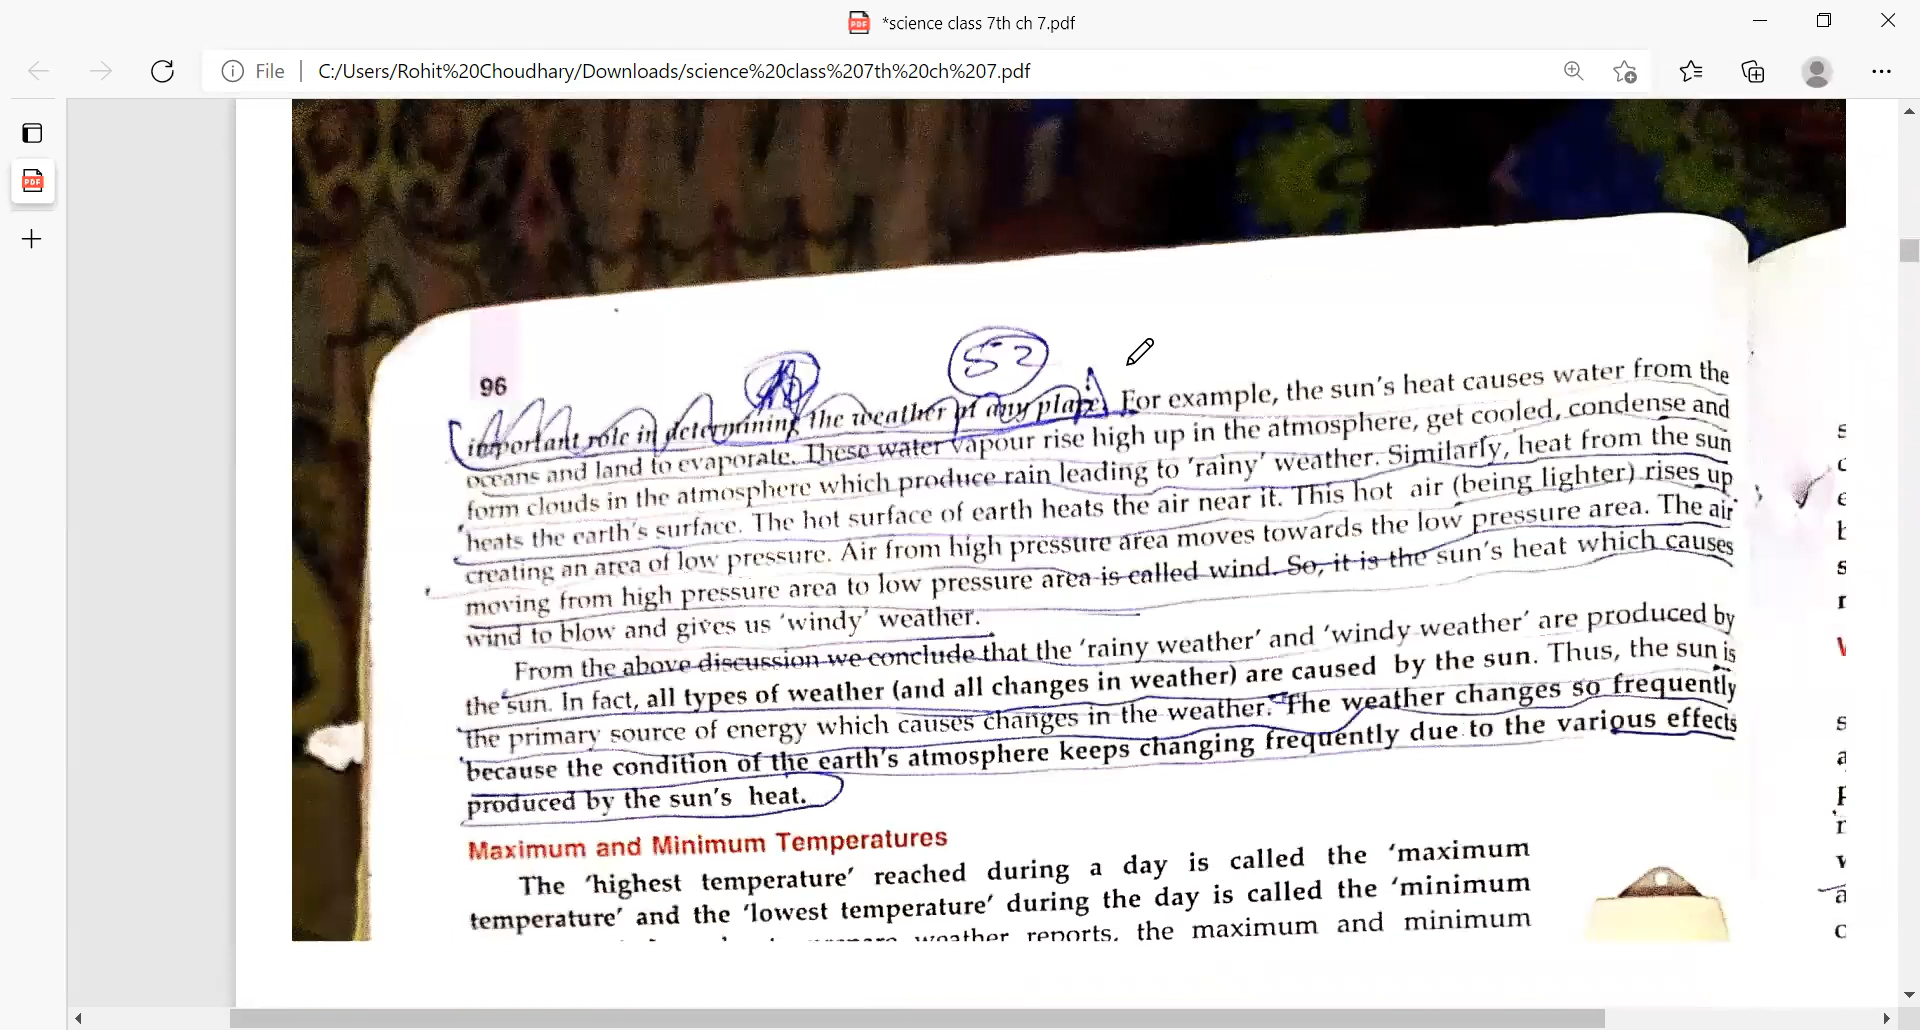 *science class 7th ch 7.pdf
File
C:/Users/Rohit%20Choudhary/Downloads/science%20class%207th%20ch%207.pdf
52
96
important role in determining the weather of any place. For example, the sun's heat causes water from the
oceans and land to evaporate. These water vapour rise high up in the atmosphere, get cooled, condense and
form clouds in the atmosphere which produce rain leading to 'rainy' weather. Similarly, heat from the sun
heats the earth's surface. The hot surface of earth heats the air near it. This hot air (being lighter) rises up
creating an area of low pressure. Air from high pressure area moves towards the low pressure area. The air
moving from high pressure area to low pressure area is called wind. So, it is the sun's heat which causes
wind to blow and gives us 'windy' weather.
From the above discussion we conclude that the 'rainy weather' and 'windy weather' are produced by
the sun. In fact, all types of weather (and all changes in weather) are caused by the sun. Thus, the sun is
the primary source of energy which causes changes in the weather. The weather changes so frequently
because the condition of the earth's atmosphere keeps changing frequently due to the various effects
produced by the sun's heat.
Maximum and Minimum Temperatures
The 'highest temperature' reached during a day is called the 'maximum
temperature' and the 'lowest temperature' during the day is called the 'minimum
weather reports, the maximum and minimum